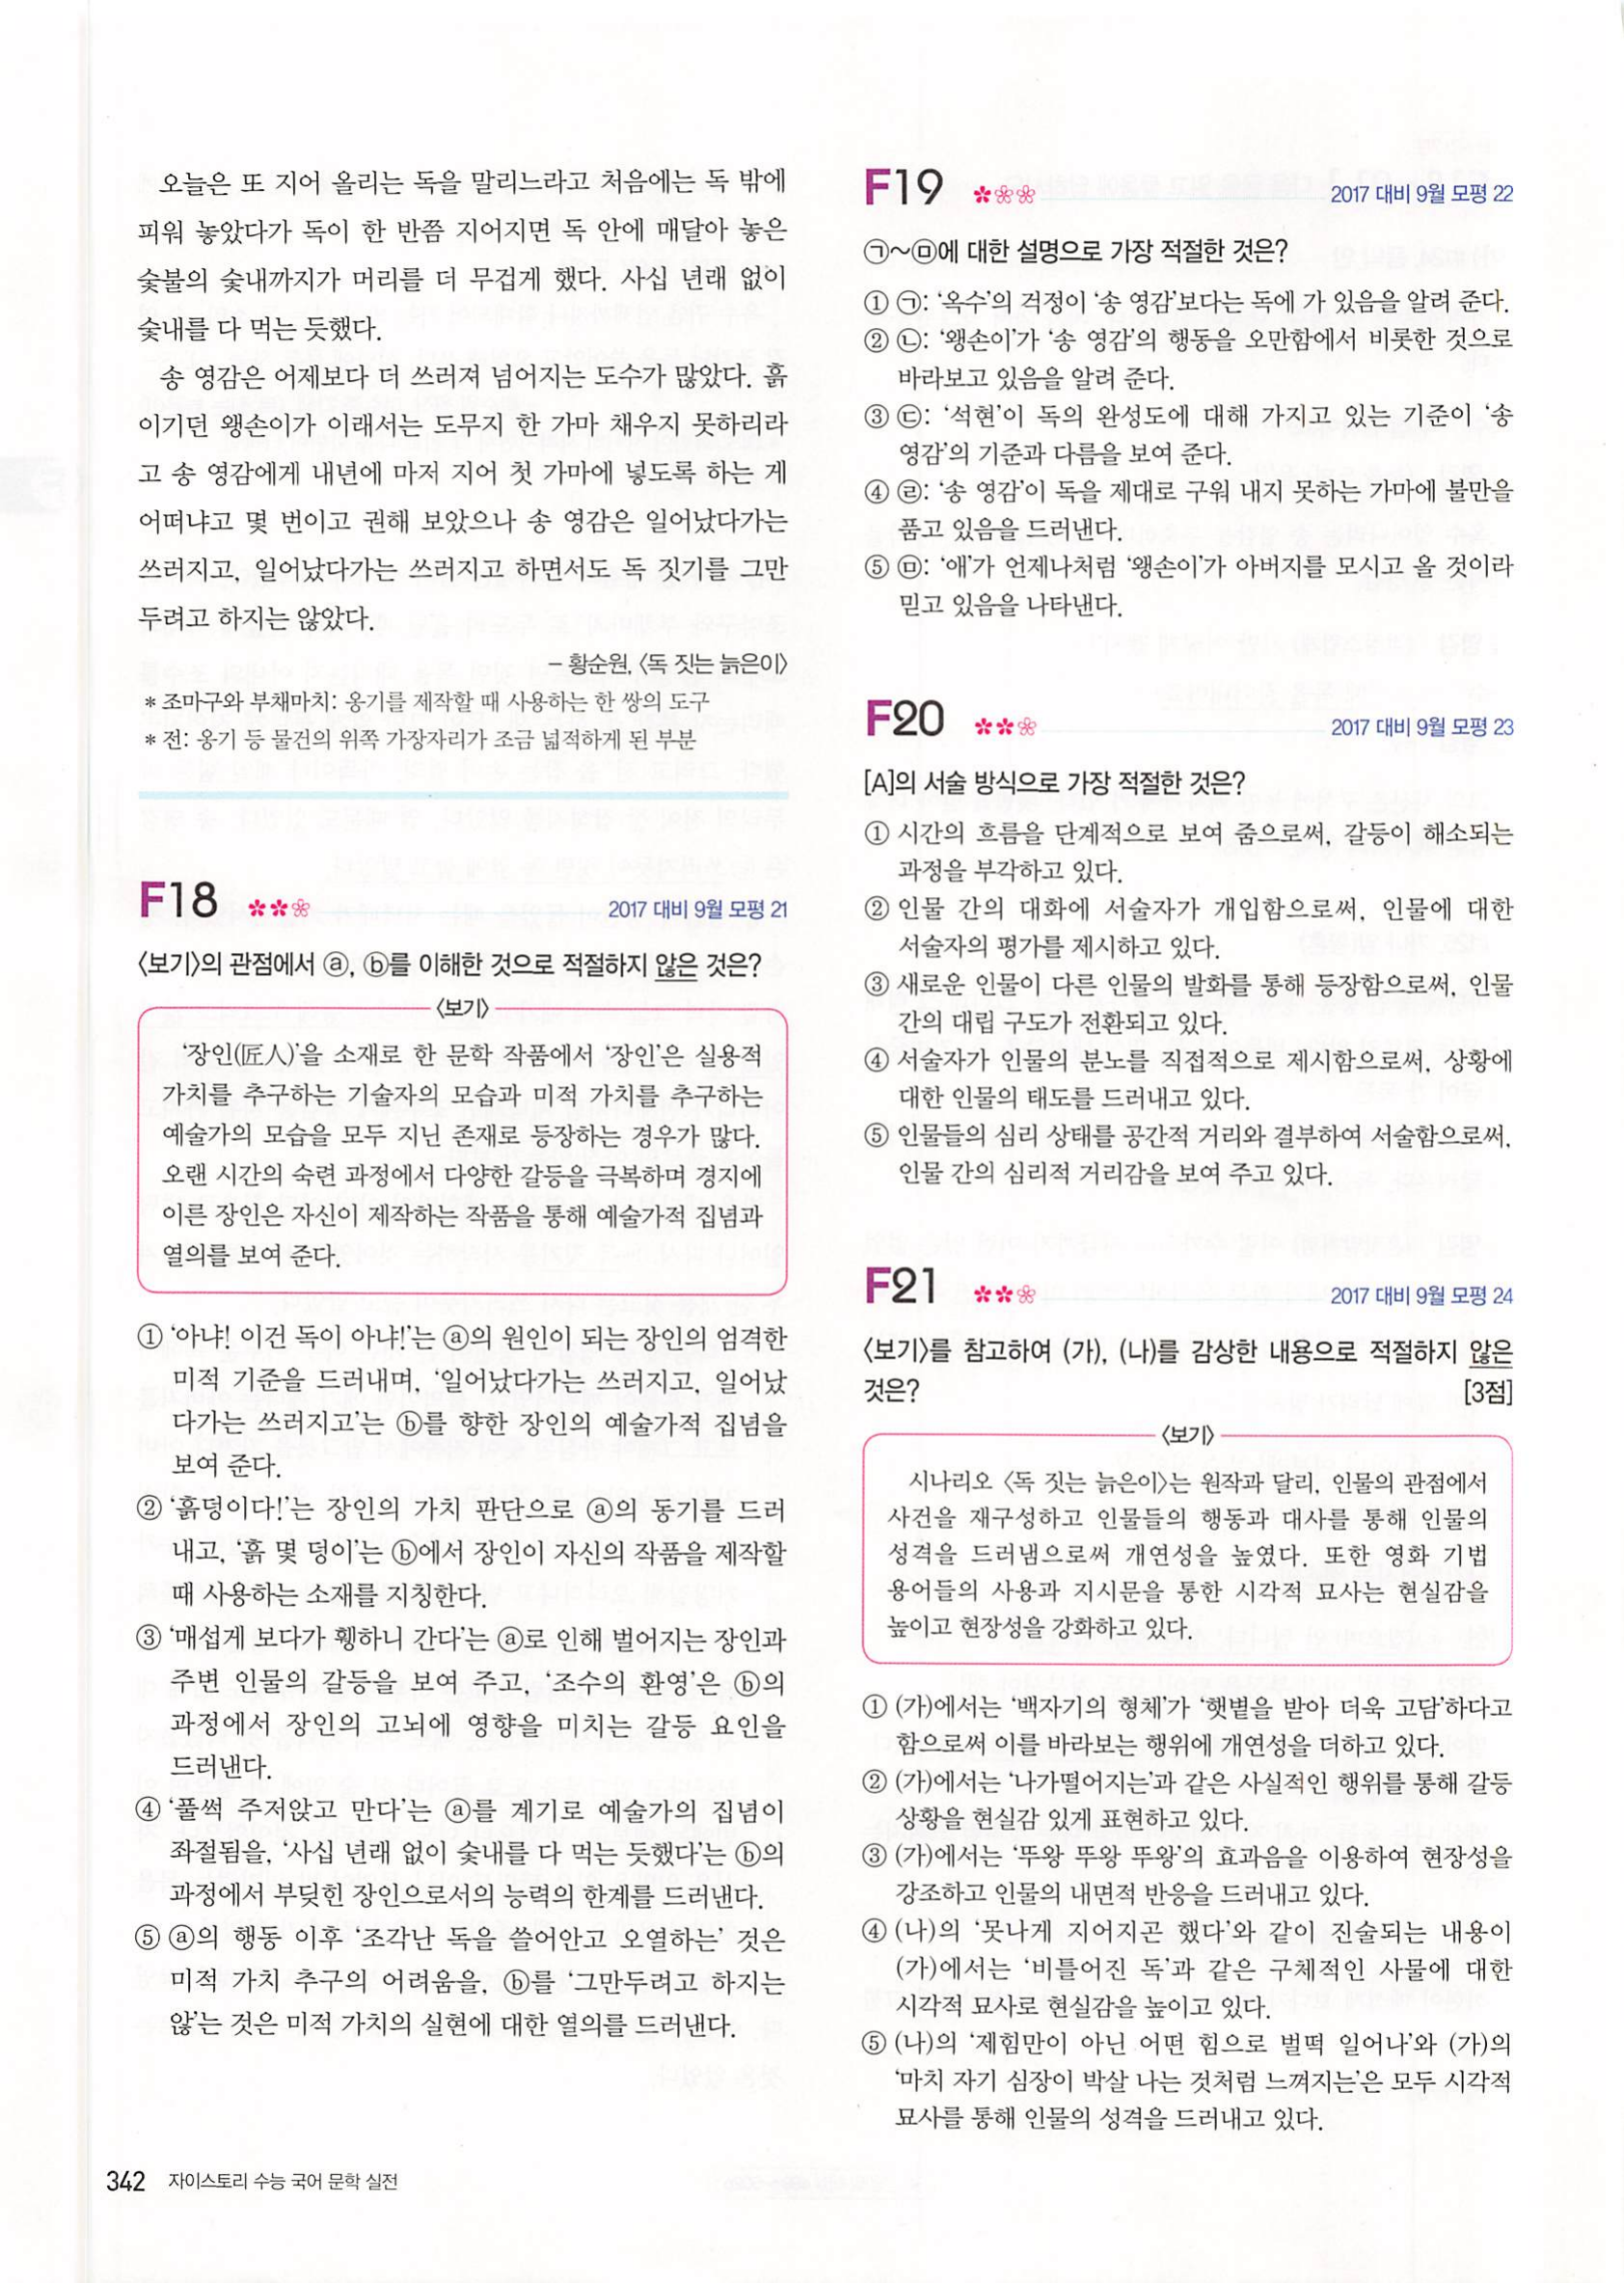 오늘은 또 지어 올리는 독을 말리느라고 처음에는 독 밖에
피워 놓았다가 독이 한 반쯤 지어지면 독 안에 매달아 놓은
숯불의 숯내까지가 머리를 더 무겁게 했다. 사십 년래 없이
숯내를 다 먹는 듯했다.
송 영감은 어제보다 더 쓰러져 넘어지는 도수가 많았다. 흙
이기던 왱손이가 이래서는 도무지 한 가마 채우지 못하리라
고 송 영감에게 내년에 마저 지어 첫 가마에 넣도록 하는 게
어떠냐고 몇 번이고 권해 보았으나 송 영감은 일어났다가는
쓰러지고, 일어났다가는 쓰러지고 하면서도 독 짓기를 그만
두려고 하지는 않았다.
– 황순원, 〈독 짓는 늙은이〉
* 조마구와 부채마치: 옹기를 제작할 때 사용하는 한 쌍의 도구
* 전: 옹기 등 물건의 위쪽 가장자리가 조금 넓적하게 된 부분
F18 2017 대비 9월 모평 21
〈보기〉의 관점에서 ⓐ, ⓑ를 이해한 것으로 적절하지 않은 것은?
〈보기〉
‘장인(匠人)’을 소재로 한 문학 작품에서 ‘장인’은 실용적
가치를 추구하는 기술자의 모습과 미적 가치를 추구하는
예술가의 모습을 모두 지닌 존재로 등장하는 경우가 많다.
오랜 시간의 숙련 과정에서 다양한 갈등을 극복하며 경지에
이른 장인은 자신이 제작하는 작품을 통해 예술가적 집념과
열의를 보여 준다.
① ‘아냐! 이건 독이 아냐!’는 ⓐ의 원인이 되는 장인의 엄격한
미적 기준을 드러내며, ‘일어났다가는 쓰러지고, 일어났
다가는 쓰러지고’는 ⓑ를 향한 장인의 예술가적 집념을
보여 준다.
② ‘흙덩이다!’는 장인의 가치 판단으로 ⓐ의 동기를 드러
내고, ‘흙 몇 덩이’는 ⓑ에서 장인이 자신의 작품을 제작할
때 사용하는 소재를 지칭한다.
③ ‘매섭게 보다가 휑하니 간다’는 ⓐ로 인해 벌어지는 장인과
주변 인물의 갈등을 보여 주고, ‘조수의 환영’은 ⓑ의
과정에서 장인의 고뇌에 영향을 미치는 갈등 요인을
드러낸다.
④ ‘풀썩 주저앉고 만다’는 ⓐ를 계기로 예술가의 집념이
좌절됨을, ‘사십 년래 없이 숯내를 다 먹는 듯했다’는 ⓑ의
과정에서 부딪힌 장인으로서의 능력의 한계를 드러낸다.
⑤ ⓐ의 행동 이후 ‘조각난 독을 쓸어안고 오열하는’ 것은
미적 가치 추구의 어려움을, ⓑ를 ‘그만두려고 하지는
않’는 것은 미적 가치의 실현에 대한 열의를 드러낸다.
F19 2017 대비 9월 모평 22
㉠~㉤에 대한 설명으로 가장 적절한 것은?
① ㉠: ‘옥수’의 걱정이 ‘송 영감’보다는 독에 가 있음을 알려 준다.
② ㉡: ‘왱손이’가 ‘송 영감’의 행동을 오만함에서 비롯한 것으로
바라보고 있음을 알려 준다.
③ ㉢: ‘석현’이 독의 완성도에 대해 가지고 있는 기준이 ‘송
영감’의 기준과 다름을 보여 준다.
④ ㉣: ‘송 영감’이 독을 제대로 구워 내지 못하는 가마에 불만을
품고 있음을 드러낸다.
⑤ ㉤: ‘애’가 언제나처럼 ‘왱손이’가 아버지를 모시고 올 것이라
믿고 있음을 나타낸다.
F20 2017 대비 9월 모평 23
[A]의 서술 방식으로 가장 적절한 것은?
① 시간의 흐름을 단계적으로 보여 줌으로써, 갈등이 해소되는
과정을 부각하고 있다.
② 인물 간의 대화에 서술자가 개입함으로써, 인물에 대한
서술자의 평가를 제시하고 있다.
③ 새로운 인물이 다른 인물의 발화를 통해 등장함으로써, 인물
간의 대립 구도가 전환되고 있다.
④ 서술자가 인물의 분노를 직접적으로 제시함으로써, 상황에
대한 인물의 태도를 드러내고 있다.
⑤ 인물들의 심리 상태를 공간적 거리와 결부하여 서술함으로써,
인물 간의 심리적 거리감을 보여 주고 있다.
F21 2017 대비 9월 모평 24
〈보기〉를 참고하여 (가), (나)를 감상한 내용으로 적절하지 않은
것은? [3점]
〈보기〉
시나리오 〈독 짓는 늙은이〉는 원작과 달리, 인물의 관점에서
사건을 재구성하고 인물들의 행동과 대사를 통해 인물의
성격을 드러냄으로써 개연성을 높였다. 또한 영화 기법
용어들의 사용과 지시문을 통한 시각적 묘사는 현실감을
높이고 현장성을 강화하고 있다.
① (가)에서는 ‘백자기의 형체’가 ‘햇볕을 받아 더욱 고담’하다고
함으로써 이를 바라보는 행위에 개연성을 더하고 있다.
② (가)에서는 ‘나가떨어지는’과 같은 사실적인 행위를 통해 갈등
상황을 현실감 있게 표현하고 있다.
③ (가)에서는 ‘뚜왕 뚜왕 뚜왕’의 효과음을 이용하여 현장성을
강조하고 인물의 내면적 반응을 드러내고 있다.
④ (나)의 ‘못나게 지어지곤 했다’와 같이 진술되는 내용이
(가)에서는 ‘비틀어진 독’과 같은 구체적인 사물에 대한
시각적 묘사로 현실감을 높이고 있다.
⑤ (나)의 ‘제힘만이 아닌 어떤 힘으로 벌떡 일어나’와 (가)의
‘마치 자기 심장이 박살 나는 것처럼 느껴지는’은 모두 시각적
묘사를 통해 인물의 성격을 드러내고 있다.
342 자이스토리 수능 국어 문학 실전